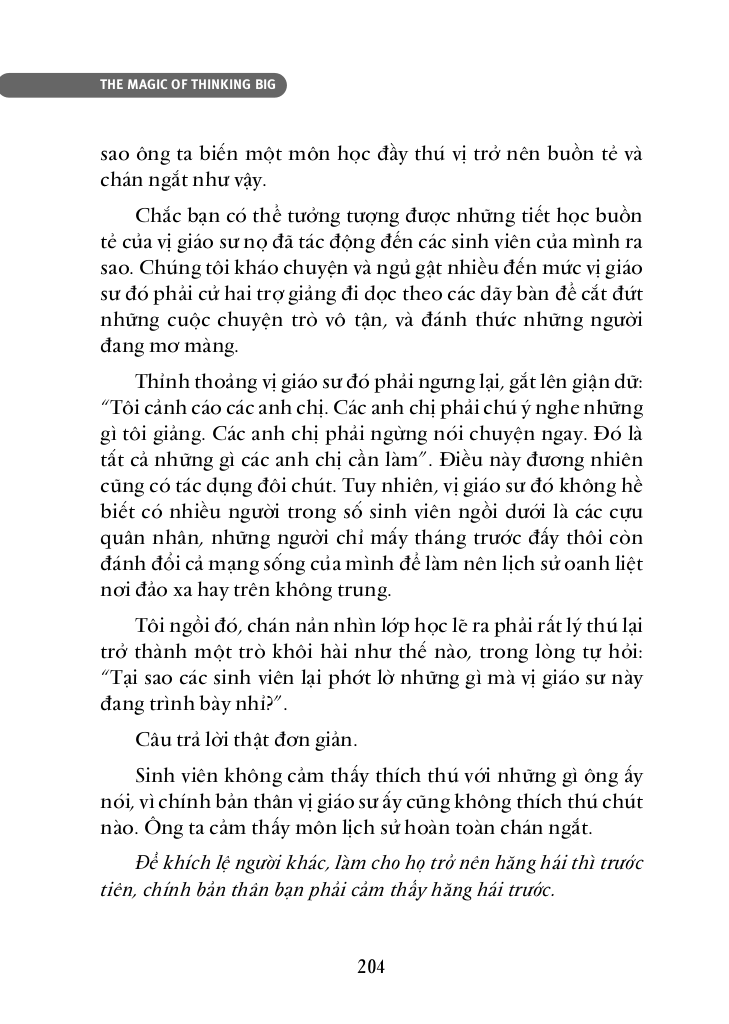 THE MAGIC OF THINKING BIG
sao ông ta biến một môn học đầy thú vị trở nên buồn tẻ và
chán ngắt như vậy.
Chắc bạn có thể tưởng tượng được những tiết học buồn
tẻ của vị giáo sư nọ đã tác động đến các sinh viên của mình ra
sao. Chúng tôi kháo chuyện và ngủ gật nhiều đến mức vị giáo
sư đó phải cử hai trợ giảng đi dọc theo các dãy bàn để cắt đứt
những cuộc chuyện trò vô tận, và đánh thức những người
đang mơ màng.
Thỉnh thoảng vị giáo sư đó phải ngưng lại, gắt lên giận dữ:
“Tôi cảnh cáo các anh chị. Các anh chị phải chú ý nghe những
gì tôi giảng. Các anh chị phải ngừng nói chuyện ngay. Đó là
tất cả những gì các anh chị cần làm”. Điều này đương nhiên
cũng có tác dụng đôi chút. Tuy nhiên, vị giáo sư đó không hề
biết có nhiều người trong số sinh viên ngồi dưới là các cựu
quân nhân, những người chỉ mấy tháng trước đấy thôi còn
đánh đổi cả mạng sống của mình để làm nên lịch sử oanh liệt
nơi đảo xa hay trên không trung.
Tôi ngồi đó, chán nản nhìn lớp học lẽ ra phải rất lý thú lại
trở thành một trò khôi hài như thế nào, trong lòng tự hỏi:
“Tại sao các sinh viên lại phớt lờ những gì mà vị giáo sư này
đang trình bày nhỉ?”.
Câu trả lời thật đơn giản.
Sinh viên không cảm thấy thích thú với những gì ông ấy
nói, vì chính bản thân vị giáo sư ấy cũng không thích thú chút
nào. Ông ta cảm thấy môn lịch sử hoàn toàn chán ngắt.
Để khích lệ người khác, làm cho họ trở nên hăng hái thì trước
tiên, chính bản thân bạn phải cảm thấy hăng hái trước.
204